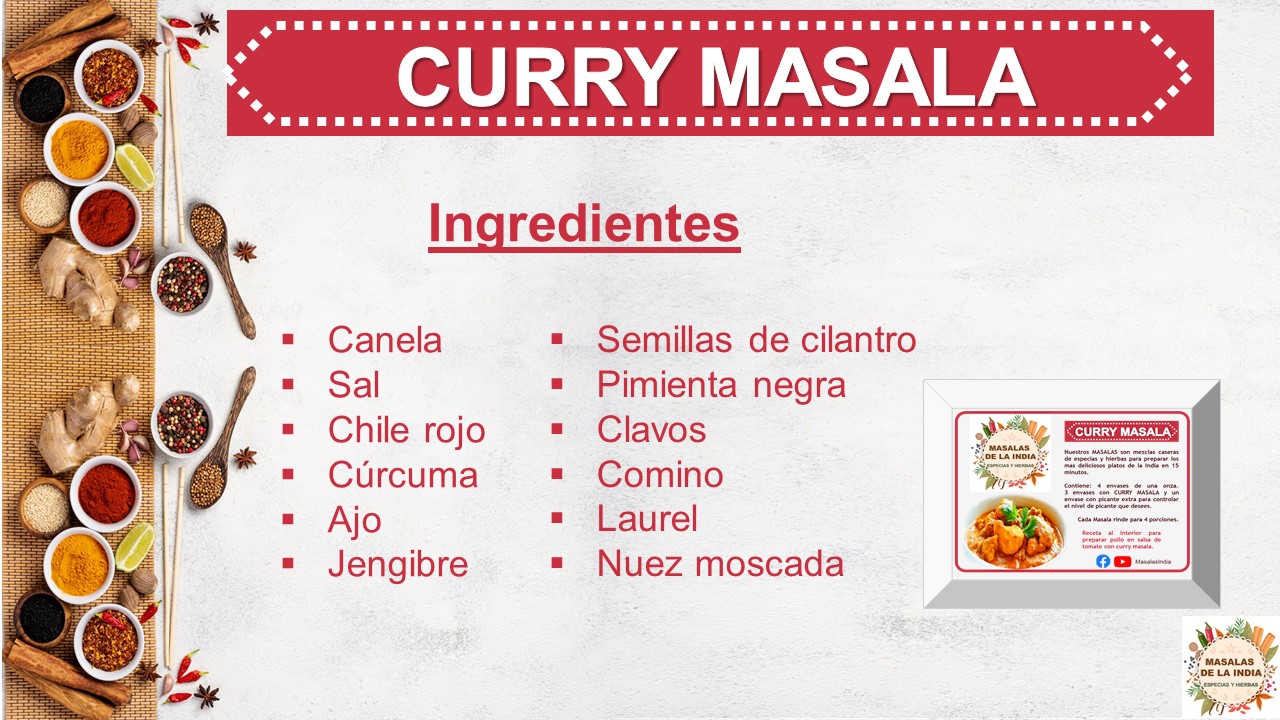 CURRY MASALA
Ingredientes
Canela
Sal
Chile rojo
Cúrcuma
Ajo
Jengibre
Semillas de cilantro
Pimienta negra
Clavos
Comino
Laurel
Nuez moscada
MASALAS
DE LA INDIA
ESPECIAS Y HIERBAS
CURRY MASALA
Nuestros MASALAS son mezclas caseras
de especias y hierbas para preparar los
mas deliciosos platos de la India en 15
minutos.
Contiene: 4 envases de una onza.
3 envases con CURRY MASALA y un
envase con picante extra para controlar
el nivel de picante que desees.
Cada Masala rinde para 4 porciones.
Receta al interior para
preparar pollo en salsa de
tomate con curry masala.
MasalasIndia
MASALAS
DE LA INDIA
ESPECIAS Y HIERBAS